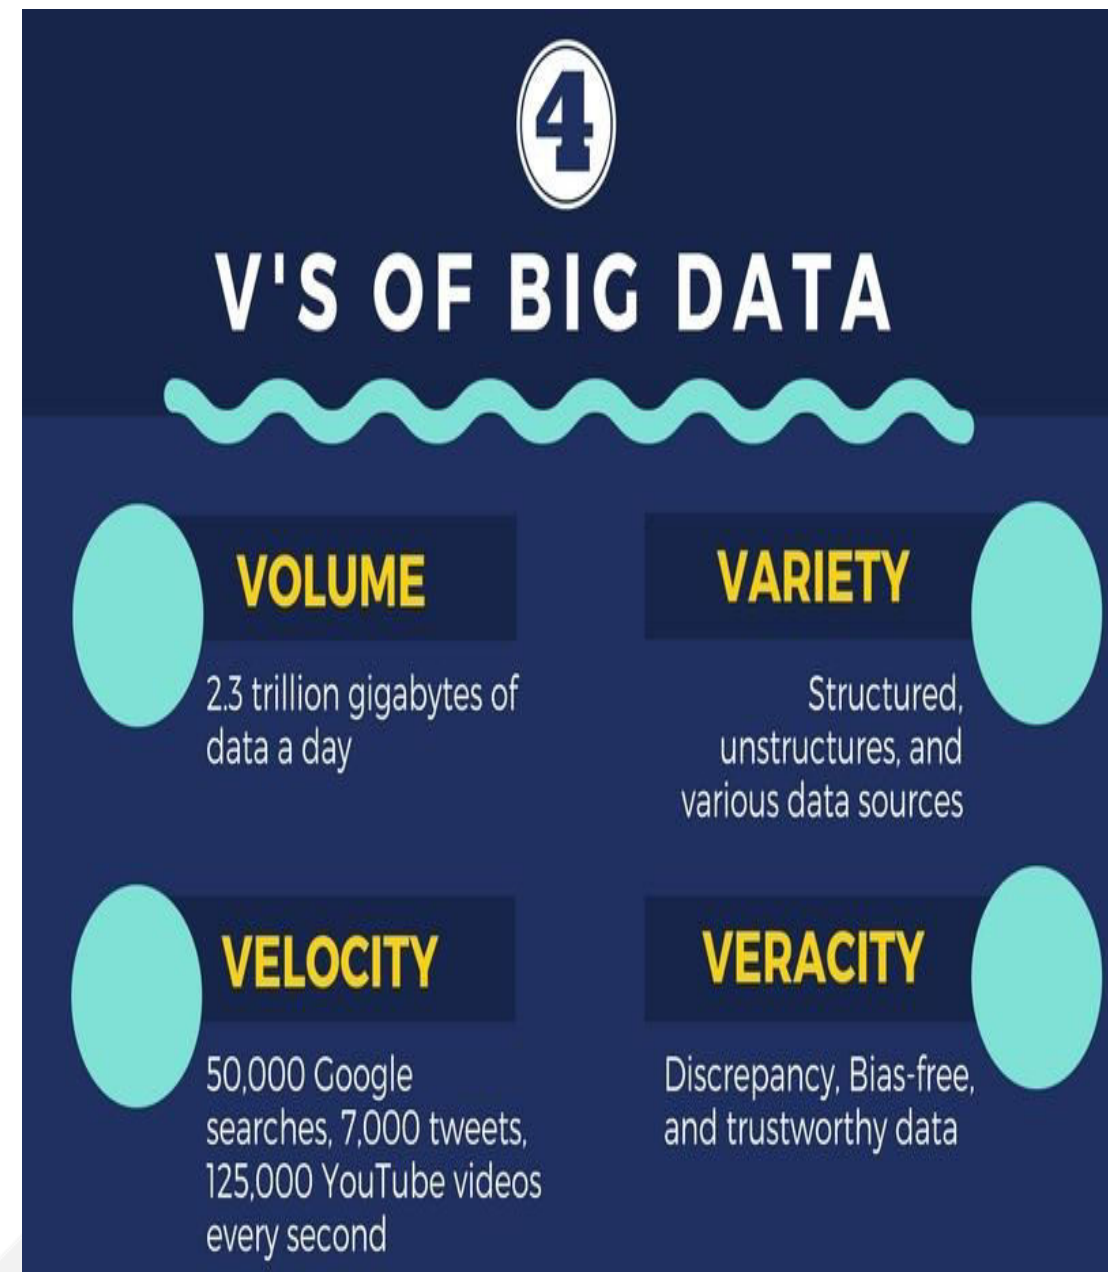 4
V'S OF BIG DATA
VOLUME
2.3 trillion gigabytes of
data a day
VARIETY
Structured,
unstructures, and
various data sources
VELOCITY
50,000 Google
searches, 7,000 tweets,
125,000 YouTube videos
every second
VERACITY
Discrepancy, Bias-free,
and trustworthy data